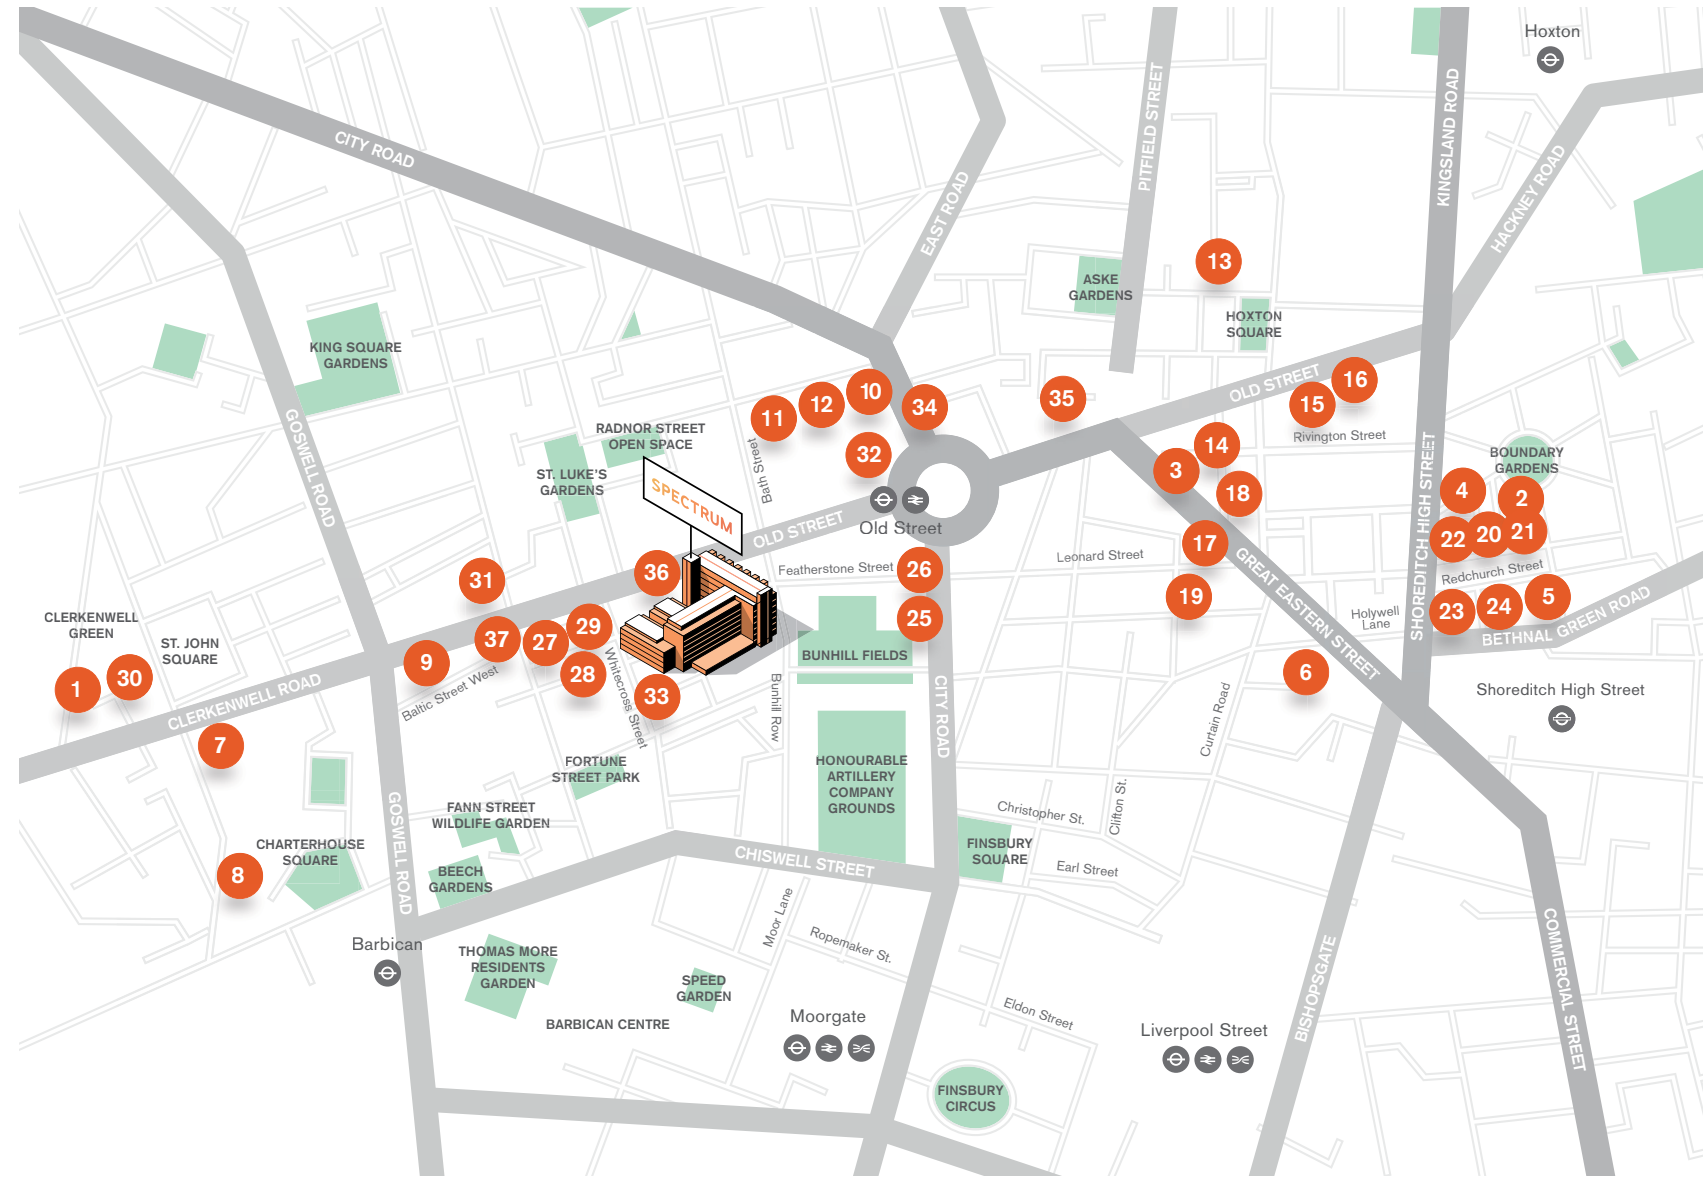 Hoxton
CITY ROAD
PITFIELD STREET
KINGSLAND ROAD
HACKNEY ROAD
EAST ROAD
13
ASKE
GARDENS
HOXTON
SQUARE
KING SQUARE
GARDENS
OLD STREET
16
15
35
10
12
11
34
Rivington Street
GOSWELL ROAD
RADNOR STREET
OPEN SPACE
Bath Street
32
14
3
18
SHOREDITCH HIGH STREET
BOUNDARY
GARDENS
4
2
ST. LUKE'S
GARDENS
SPECTRUM
OLD STREET
Old Street
22
20
21
17
Leonard Street
GREAT EASTERN STREET
Featherstone Street
26
36
31
Redchurch Street
19
5
24
23
Holywell
Lane
BETHNAL GREEN ROAD
CLERKENWELL
GREEN
ST. JOHN
SQUARE
25
29
37
27
28
9
BUNHILL FIELDS
1
30
CLERKENWELL ROAD
Baltic Street West
Whitecross Street
33
Bunhill Row
CITY ROAD
6
Shoreditch High Street
Curtain Road
7
FORTUNE
STREET PARK
HONOURABLE
ARTILLERY
COMPANY
GROUNDS
GOSWELL ROAD
FANN STREET
WILDLIFE GARDEN
Christopher St.
Clifton St.
CHARTERHOUSE
SQUARE
8
BEECH
GARDENS
CHISWELL STREET
FINSBURY
SQUARE
Earl Street
Moor Lane
Ropemaker St.
Barbican
THOMAS MORE
RESIDENTS
GARDEN
SPEED
GARDEN
BARBICAN CENTRE
Moorgate
Eldon Street
Liverpool Street
BISHOPSGATE
COMMERCIAL STREET
FINSBURY
CIRCUS